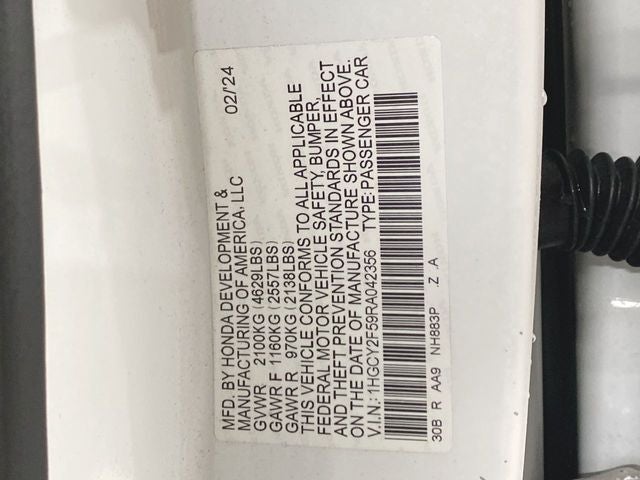 MFD. BY HONDA DEVELOPMENT & 02/'24
MANUFACTURING OF AMERICA, LLC
GVWR 2100KG (4629LBS)
GAWR F 1160KG (2557LBS)
GAWR R 970KG (2138LBS)
THIS VEHICLE CONFORMS TO ALL APPLICABLE
FEDERAL MOTOR VEHICLE SAFETY, BUMPER,
AND THEFT PREVENTION STANDARDS IN EFFECT
ON THE DATE OF MANUFACTURE SHOWN ABOVE.
V.I.N: 1HGCY2F59RA042356 TYPE: PASSENGER CAR
30B R AA9 NH883P Z .A